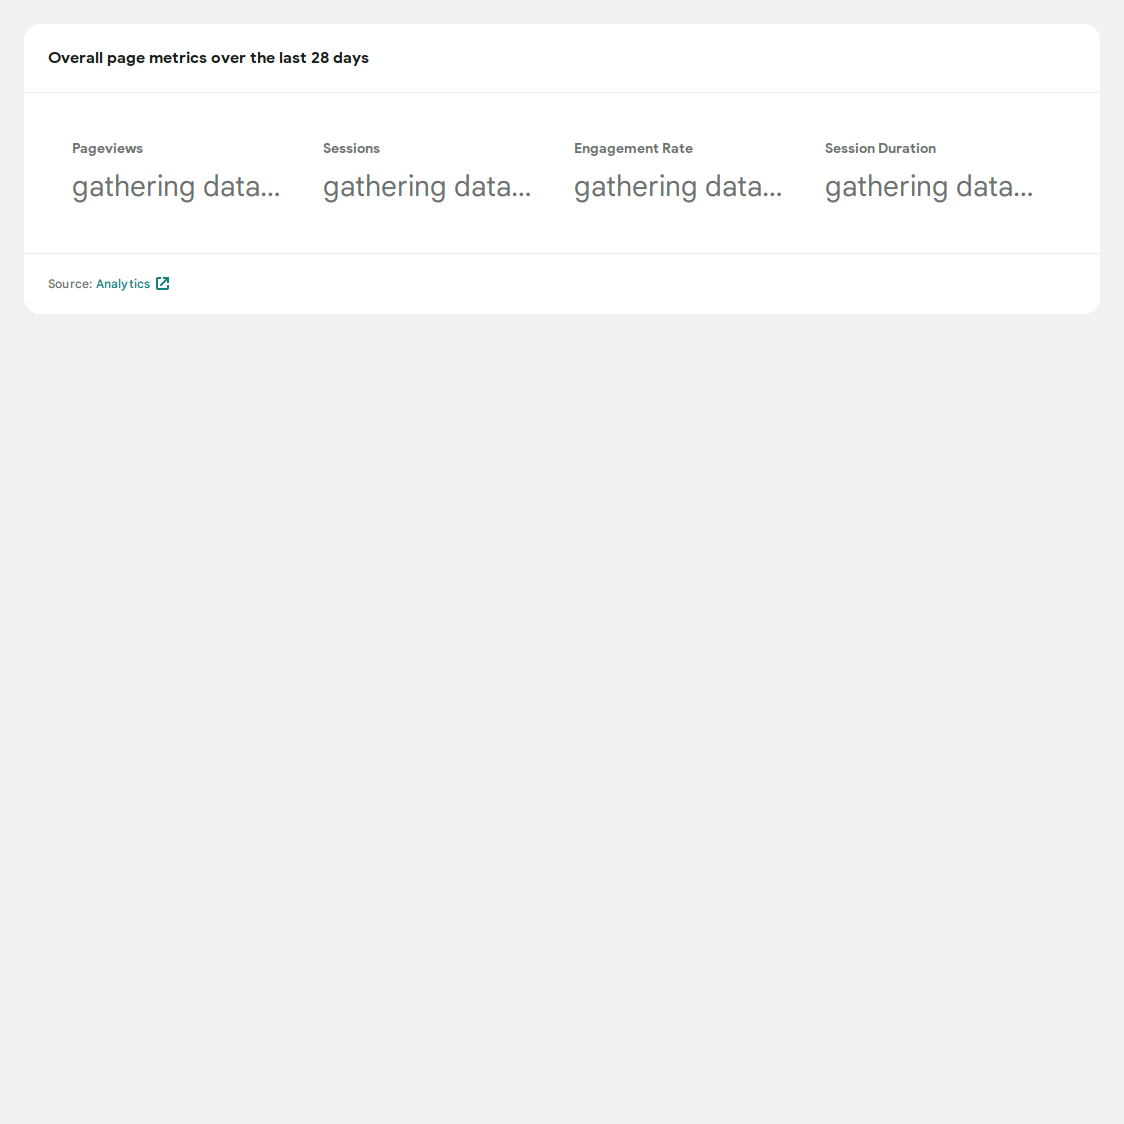 Overall page metrics over the last 28 days
Pageviews
gathering data...
Sessions
gathering data...
Engagement Rate
gathering data...
Session Duration
gathering data...
Source: Analytics